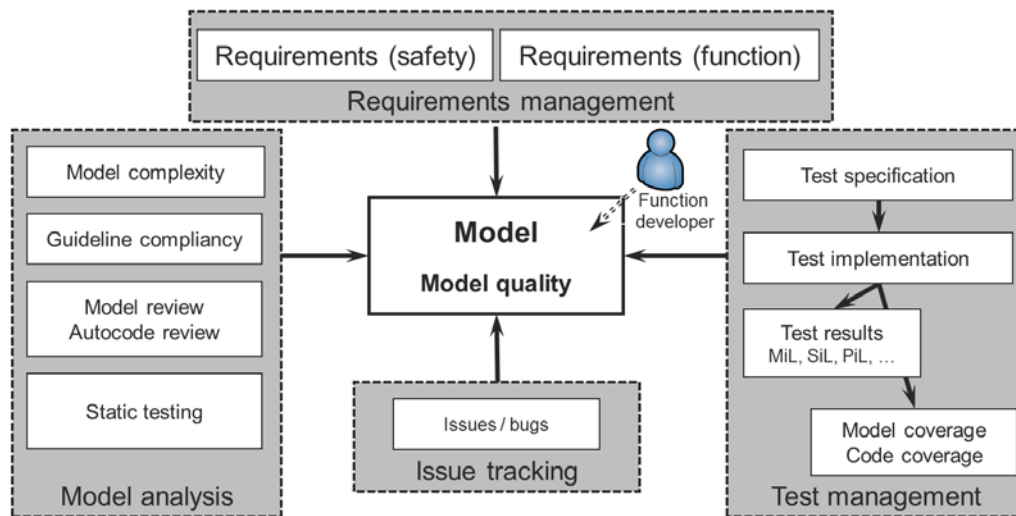 Requirements (safety)
Requirements (function)
Requirements management
Model complexity
Guideline compliancy
Model review
Autocode review
Static testing
Model analysis
Function
developer
Model
Model quality
Issues / bugs
Issue tracking
Test specification
Test implementation
Test results
MiL, SiL, PiL, …
Model coverage
Code coverage
Test management